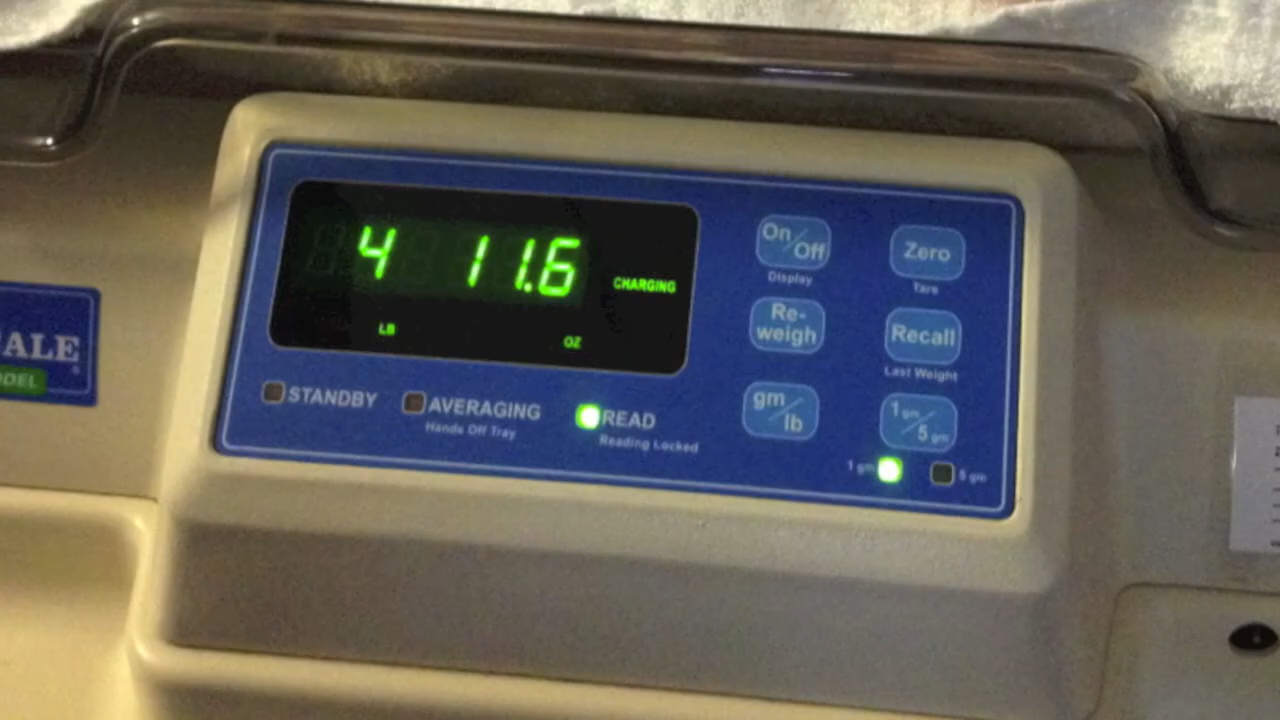 4 11.6
CHARGING
LB OZ
STANDBY
AVERAGING
Hands Off Tray
READ
Reading Locked
On/Off
Display
Zero
Tare
Re-
weigh
Recall
Last Weight
gm/lb
1 gm/5 gm
1 gm
5 gm
ALE
ODEL